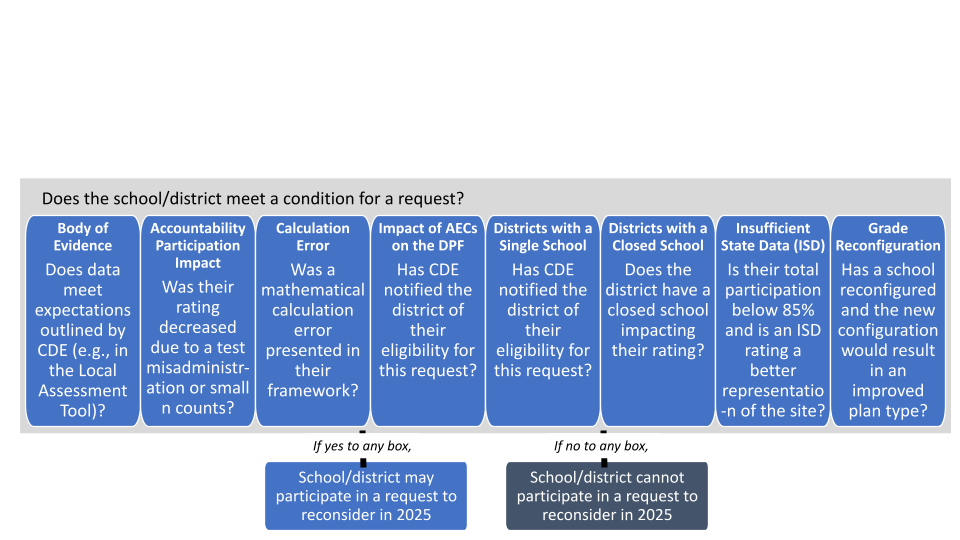 Does the school/district meet a condition for a request?
Body of
Evidence
Does data
meet
expectations
outlined by
CDE (e.g., in
the Local
Assessment
Tool)?
Accountability
Participation
Impact
Was their
rating
decreased
due to a test
misadministr-
ation or small
n counts?
Calculation
Error
Was a
mathematical
calculation
error
presented in
their
framework?
Impact of AECs
on the DPF
Has CDE
notified the
district of
their
eligibility for
this request?
Districts with a
Single School
Has CDE
notified the
district of
their
eligibility for
this request?
Districts with a
Closed School
Does the
district have a
closed school
impacting
their rating?
Insufficient
State Data (ISD)
Is their total
participation
below 85%
and is an ISD
rating a
better
representatio
-n of the site?
Grade
Reconfiguration
Has a school
reconfigured
and the new
configuration
would result
in an
improved
plan type?
If yes to any box,
If no to any box,
School/district may
participate in a request to
reconsider in 2025
School/district cannot
participate in a request to
reconsider in 2025